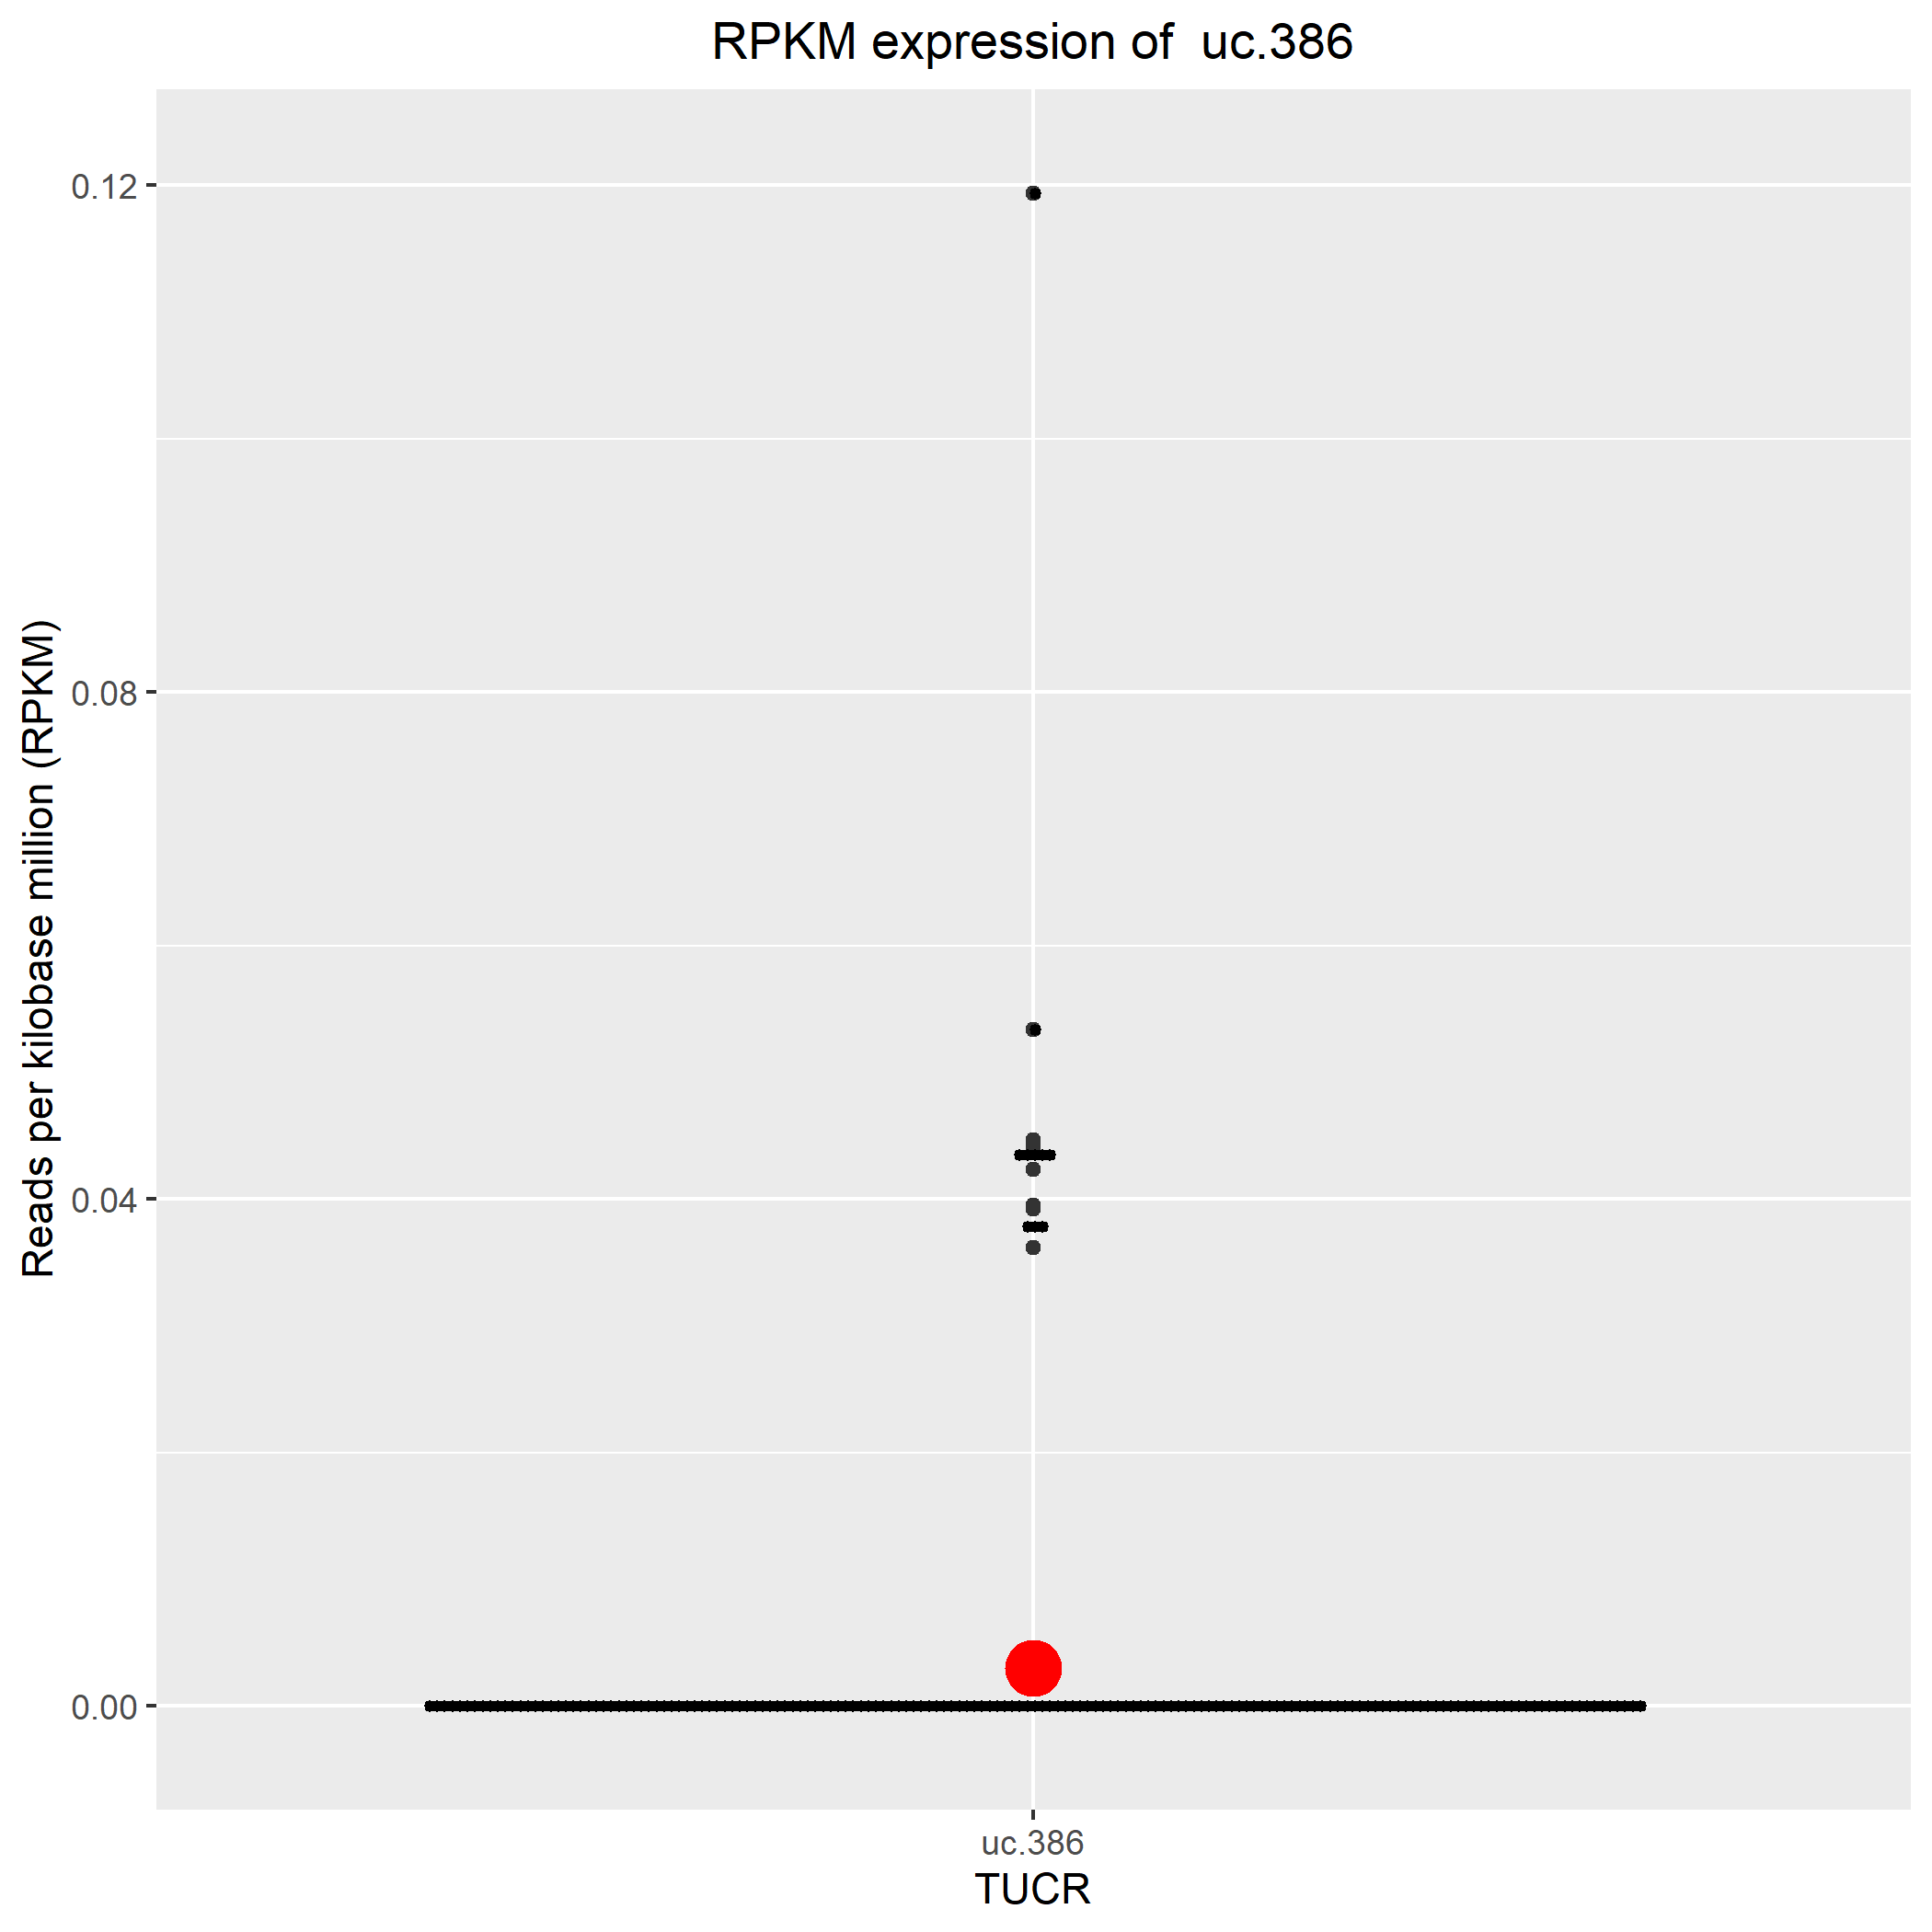 RPKM expression of  uc.386
Reads per kilobase million (RPKM)
0.12
0.08
0.04
0.00
uc.386
TUCR